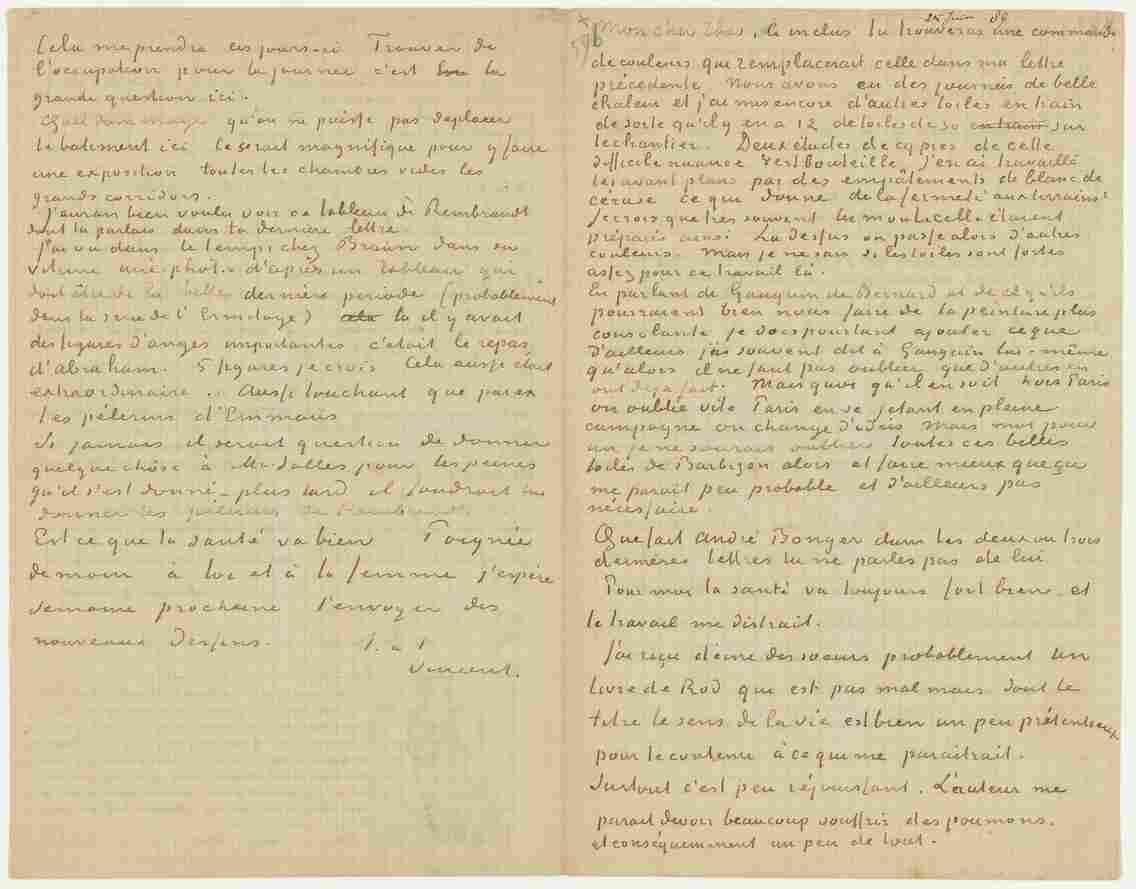 Cela me prendra ces jours-ci Trouver de
l'occupation pour la journée c'est la
grande question ici.
qu'on ne puisse pas deplacer
le batiment ici ce serait magnifique pour y faire
une exposition toutes les chambres vides les
grands corridors.
J'aurais bien voulu voir ce tableau de Rembrandt
dont tu parlais dans ta dernière lettre.
J'ai vu dans le temps chez Braun dans sa
vitrine une photo d'après un tableau qui
doit être de la belle dernière periode (probablement
dans la serie de l'Ermitage) cela la il y avait
des figures d'anges importantes c'était le repas
d'Abraham. 5 figures je crois Cela aussi était
extraordinaire. Aussi touchant que par ex.
Les pélerins d'Emmaüs
Si jamais il serait question de donner
quelque chose à M. Salles pour les peines
qu'il s'est donné - plus tard il faudrait lui
donner les pélerins de Rembrandt.
Est ce que la santé va bien Poignée
de main à toi et à ta femme j'espère
semaine prochaine t'envoyer des
nouveaux dessins. t. à t.
Vincent.
25 Juin 89
Mon cher Theo, Ci inclus tu trouveras une commande
de couleurs qui remplacerait celle dans ma lettre
précédente. Nous avons eu des journées de belle
chaleur et j'ai mis encore d'autres toiles en train
de sorte qu'il y en a 12 de toiles de 30 en train sur
le chantier. Deux études de cyprès de cette
difficile nuance vert bouteille, j'en ai travaillé
les avant plans par des empâtements de blanc de
ceruse ce qui donne de la fermeté aux terrains.
Je crois que très souvent les monticelli étaient
préparés ainsi. La dessus on passe alors d'autres
couleurs. Mais je ne sais si les toiles sont fortes
assez pour ce travail là.
En parlant de Gauguin de Bernard et de ce qu'ils
pourraient bien nous faire de la peinture plus
consolante, je dois pourtant ajouter ce que
d'ailleurs j'ai souvent dit à Gauguin lui-même
qu'alors il ne faut pas oublier que d'autres en
ont déjà fait. Mais quoi qu'il en soit hors Paris
on oublie vite Paris en se jetant en pleine
campagne on change d'idées mais moi pour
un je ne saurais oublier toutes ces belles
toiles de Barbizon alors et faire mieux que ça
me parait peu probable et d'ailleurs pas
nécessaire.
Que fait André Bonger dans les deux ou trois
dernières lettres tu ne parles pas de lui
Pour moi la santé va toujours fort bien et
le travail me distrait.
J'ai reçu d'une des soeurs probablement un
livre de Rod qui est pas mal mais dont le
titre le sens de la vie est bien un peu prétentieux
pour le contenu à ce qui me paraitrait.
Surtout c'est peu réjouissant. L'auteur me
parait devoir beaucoup souffrir des poumons.
et conséquemment un peu de tout.